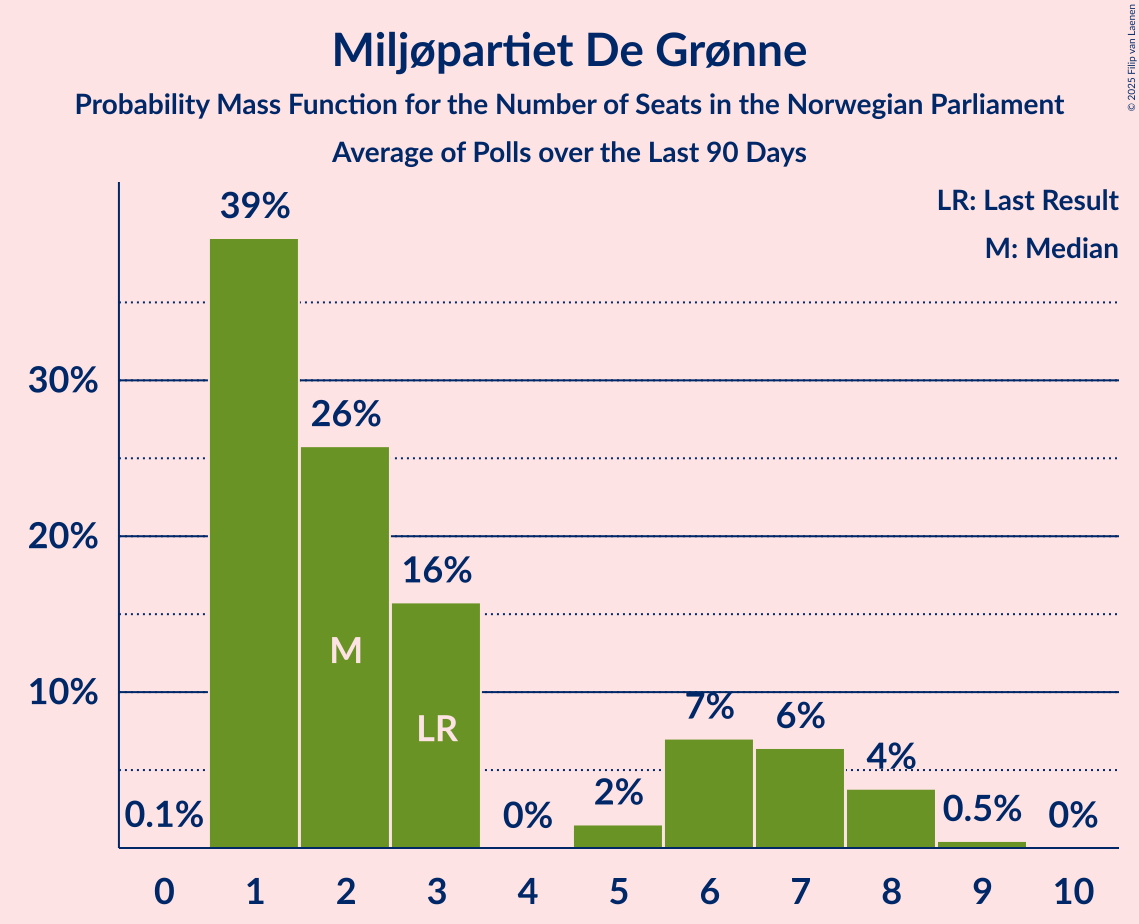 Miljøpartiet De Grønne
Probability Mass Function for the Number of Seats in the Norwegian Parliament
Average of Polls over the Last 90 Days
© 2025 Filip van Laenen
LR: Last Result
M: Median
39%
30%
26%
20%
16%
M
10%
7%
6%
LR
4%
2%
0.1%
0%
0.5%
0%
0 1 2 3 4 5 6 7 8 9 10